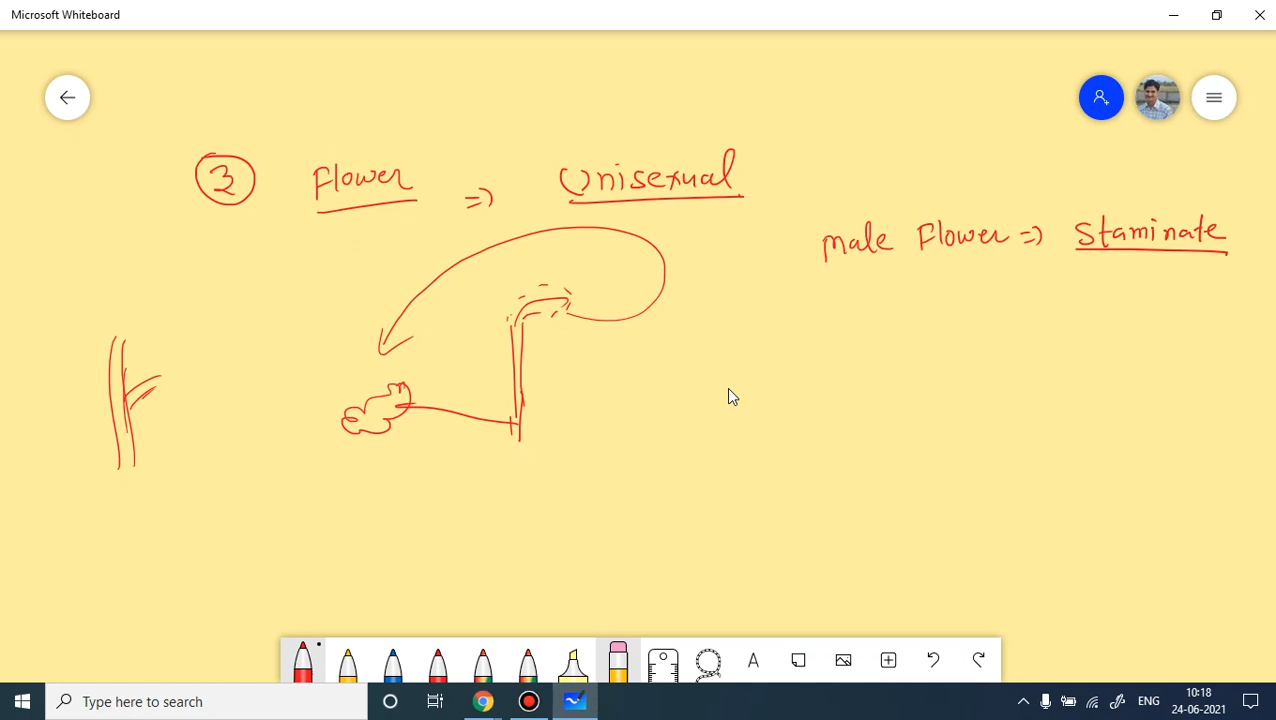 Microsoft Whiteboard
3 Flower => Unisexual
male Flower => Staminate
A
Type here to search
ENG
10:18
24-06-2021